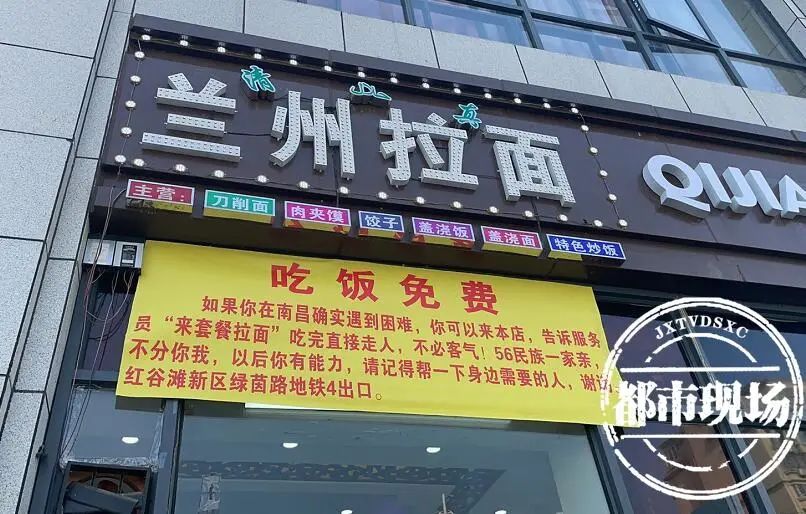 清真
兰州拉面
QIJIA
主营：
刀削面
肉夹馍
饺子
盖浇饭
盖浇面
特色炒饭
吃饭免费
如果你在南昌确实遇到困难，你可以来本店，告诉服务
员“来套餐拉面”吃完直接走人，不必客气！56民族一家亲，
不分你我，以后你有能力，请记得帮一下身边需要的人，谢
红谷滩新区绿茵路地铁4出口。
JXTVDSXC
都市现场